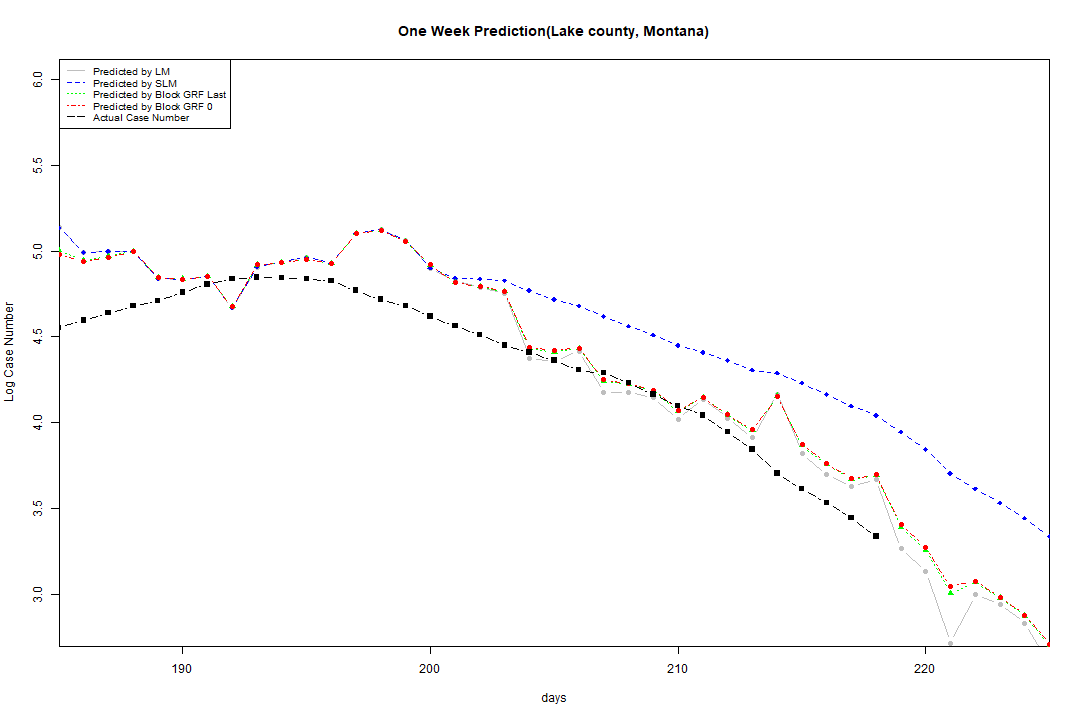 One Week Prediction(Lake county, Montana)
Predicted by LM
Predicted by SLM
Predicted by Block GRF Last
Predicted by Block GRF 0
Actual Case Number
6.0
5.5
5.0
4.5
4.0
3.5
3.0
Log Case Number
190
200
210
220
days